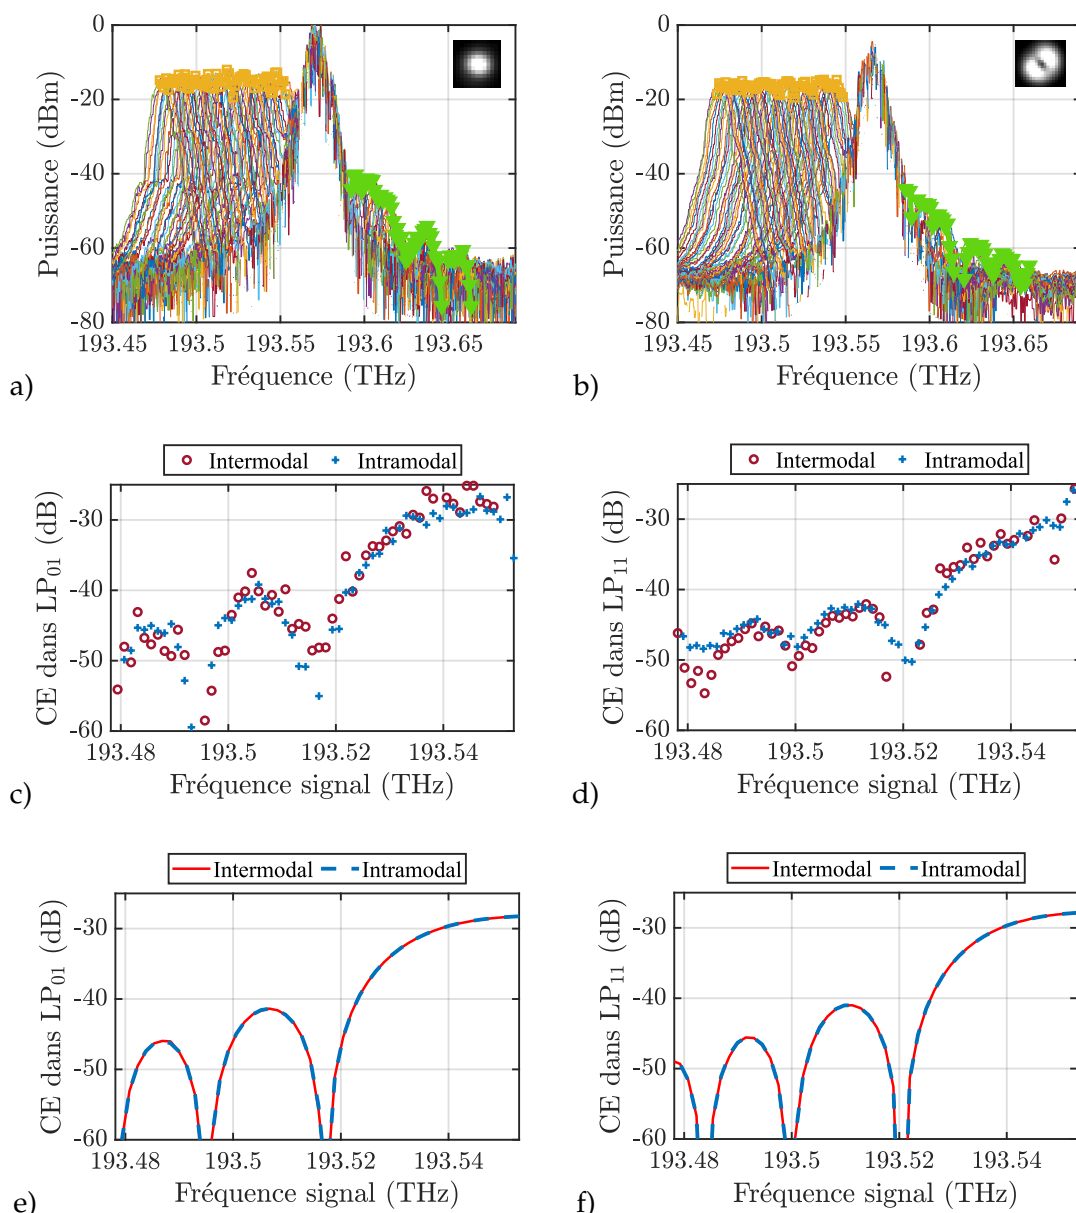 0
-20
-40
-60
-80
Puissance (dBm)
193.45 193.5 193.55 193.6 193.65
Fréquence (THz)
a)
0
-20
-40
-60
-80
Puissance (dBm)
193.45 193.5 193.55 193.6 193.65
Fréquence (THz)
b)
Intermodal Intramodal
-30
-40
-50
-60
CE dans LP₀₁ (dB)
193.48 193.5 193.52 193.54
Fréquence signal (THz)
c)
Intermodal Intramodal
-30
-40
-50
-60
CE dans LP₁₁ (dB)
193.48 193.5 193.52 193.54
Fréquence signal (THz)
d)
Intermodal Intramodal
-30
-40
-50
-60
CE dans LP₀₁ (dB)
193.48 193.5 193.52 193.54
Fréquence signal (THz)
e)
Intermodal Intramodal
-30
-40
-50
-60
CE dans LP₁₁ (dB)
193.48 193.5 193.52 193.54
Fréquence signal (THz)
f)